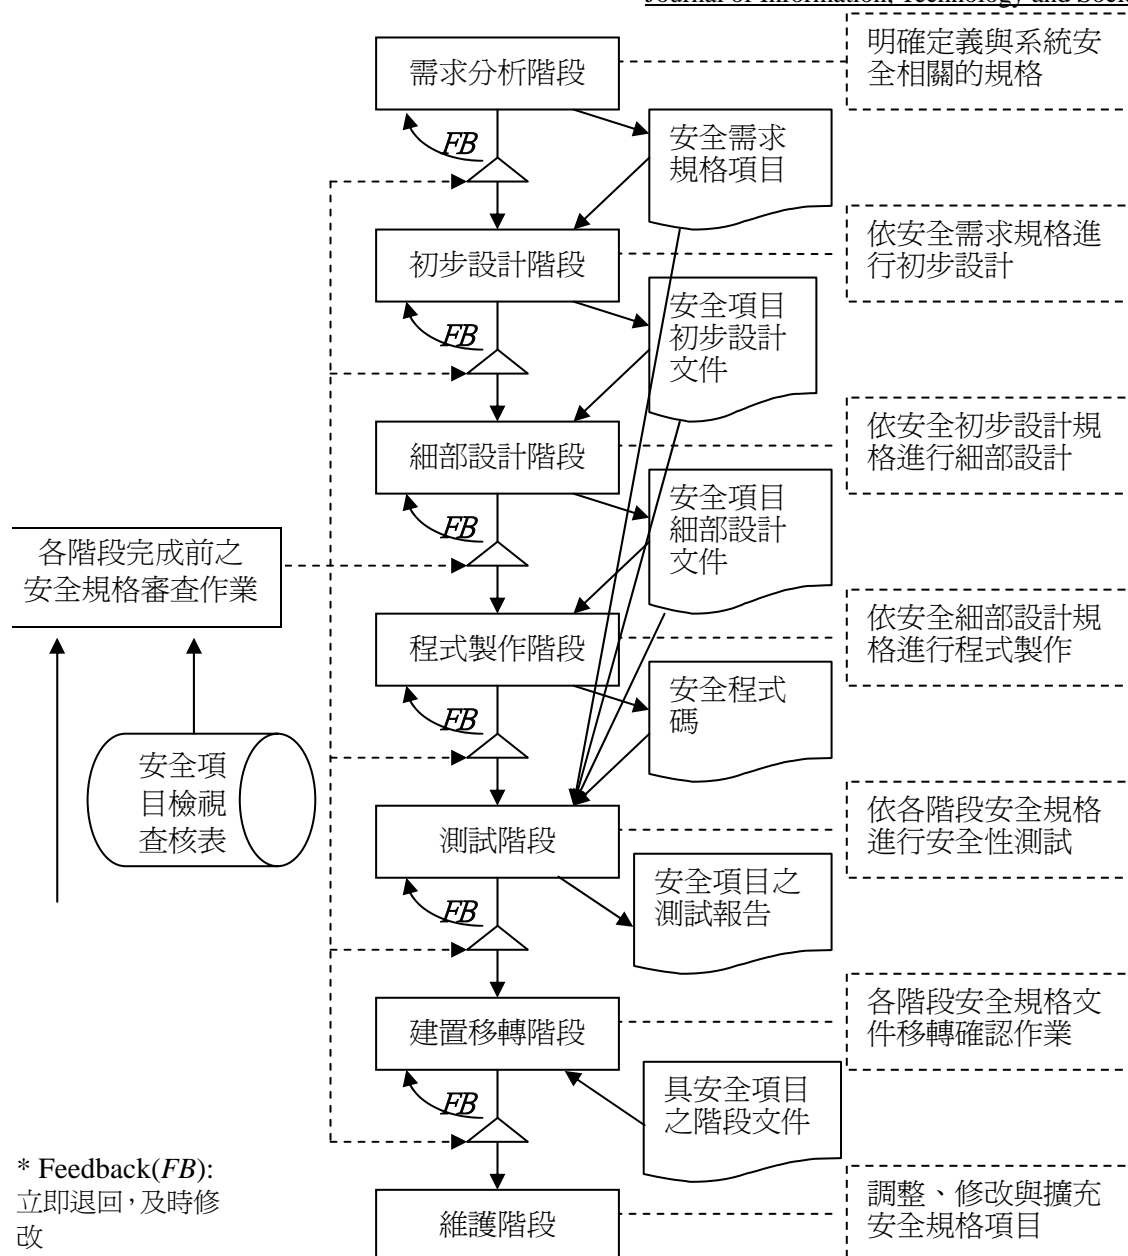 Journal of Information, Technology and Socie
需求分析階段
明確定義與系統安
全相關的規格
FB
安全需求
規格項目
初步設計階段
依安全需求規格進
行初步設計
FB
安全項目
初步設計
文件
細部設計階段
依安全初步設計規
格進行細部設計
FB
安全項目
細部設計
文件
各階段完成前之
安全規格審查作業
程式製作階段
依安全細部設計規
格進行程式製作
FB
安全程式
碼
安全項
目檢視
查核表
測試階段
依各階段安全規格
進行安全性測試
FB
安全項目之
測試報告
建置移轉階段
各階段安全規格文
件移轉確認作業
FB
具安全項目
之階段文件
* Feedback(FB):
立即退回，及時修
改
維護階段
調整、修改與擴充
安全規格項目